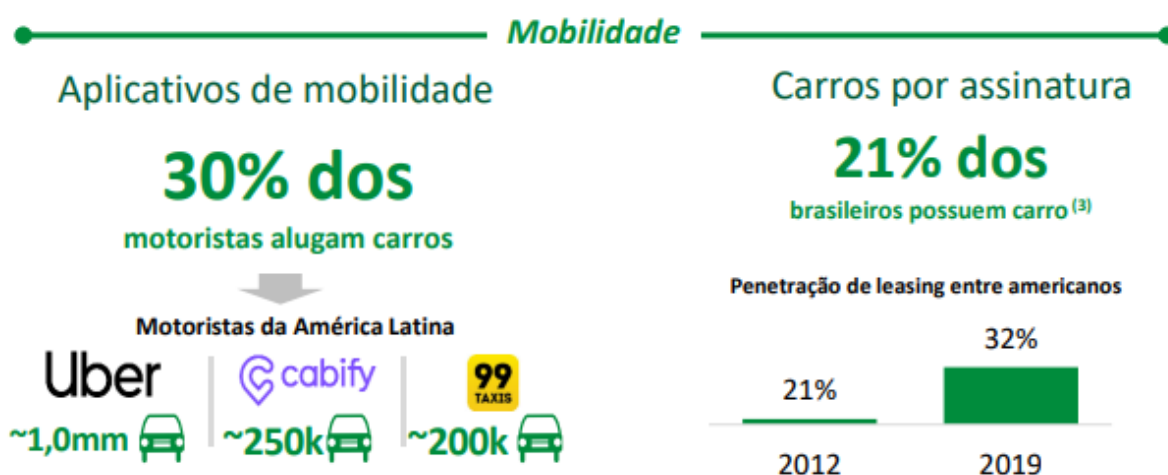 Mobilidade
Aplicativos de mobilidade
30% dos
motoristas alugam carros
Motoristas da América Latina
Uber
cabify
99
TAXIS
~1,0mm
~250k
~200k
Carros por assinatura
21% dos
brasileiros possuem carro (3)
Penetração de leasing entre americanos
21%
32%
2012
2019